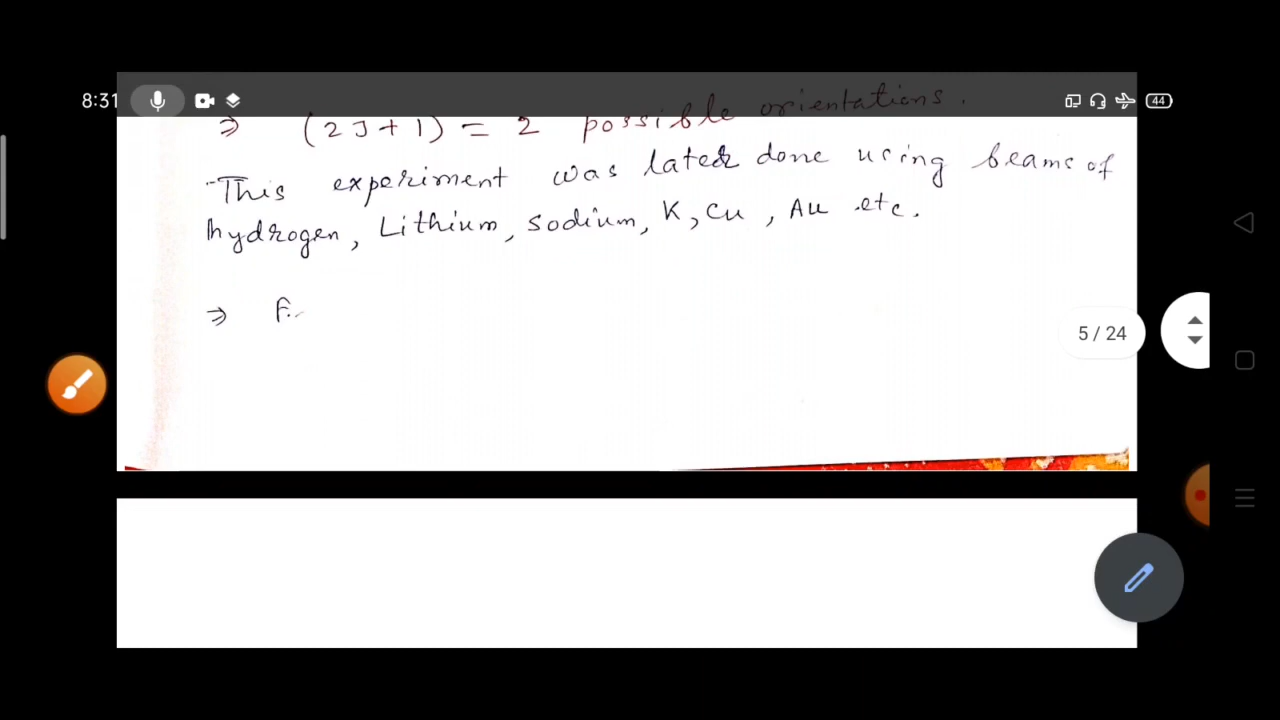 8:31
44
⇒ (2J+1) = 2 possible orientations.
This experiment was later done using beams of
hydrogen, Lithium, sodium, K, Cu, Au etc.
⇒ F
5 / 24